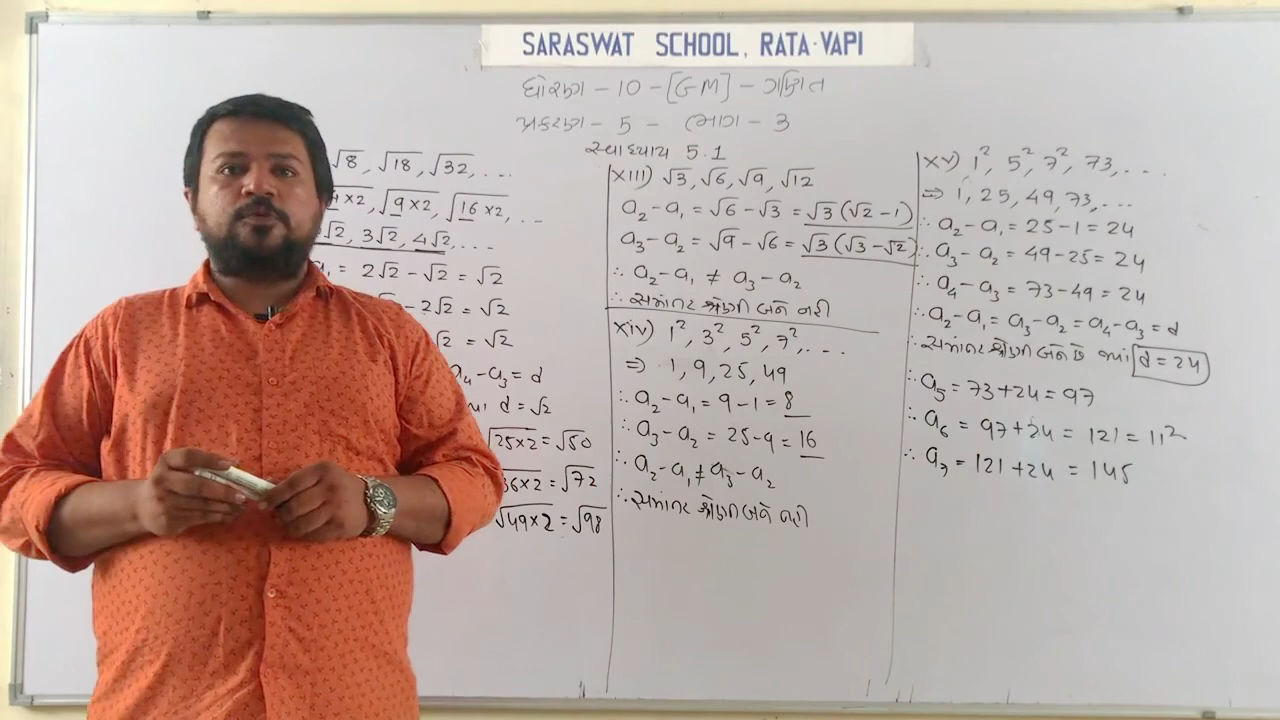 SARASWAT SCHOOL, RATA-VAPI
ધોરણ - 10 - [GM] - ગણિત
પ્રકરણ - 5 - ભાગ - 3
સ્વાધ્યાય 5.1
√8, √18, √32, ...
×2, √9×2, √16×2, ...
√2, 3√2, 4√2, ...
= 2√2 - √2 = √2
- 2√2 = √2
√2 = √2
a₄ - a₃ = d
d = √2
√25×2 = √50
36×2 = √72
√49×2 = √98
xiii) √3, √6, √9, √12
a₂ - a₁ = √6 - √3 = √3(√2 - 1)
a₃ - a₂ = √9 - √6 = √3(√3 - √2)
∴ a₂ - a₁ ≠ a₃ - a₂
∴ સમાંતર શ્રેણી બને નહી
xiv) 1², 3², 5², 7², ...
⇒ 1, 9, 25, 49
∴ a₂ - a₁ = 9 - 1 = 8
∴ a₃ - a₂ = 25 - 9 = 16
∴ a₂ - a₁ ≠ a₃ - a₂
∴ સમાંતર શ્રેણી બને નહી
xv) 1², 5², 7², 73, ...
⇒ 1, 25, 49, 73, ...
∴ a₂ - a₁ = 25 - 1 = 24
∴ a₃ - a₂ = 49 - 25 = 24
∴ a₄ - a₃ = 73 - 49 = 24
∴ a₂ - a₁ = a₃ - a₂ = a₄ - a₃ = d
∴ સમાંતર શ્રેણી બને છે જ્યાં d = 24
∴ a₅ = 73 + 24 = 97
∴ a₆ = 97 + 24 = 121 = 11²
∴ a₇ = 121 + 24 = 145